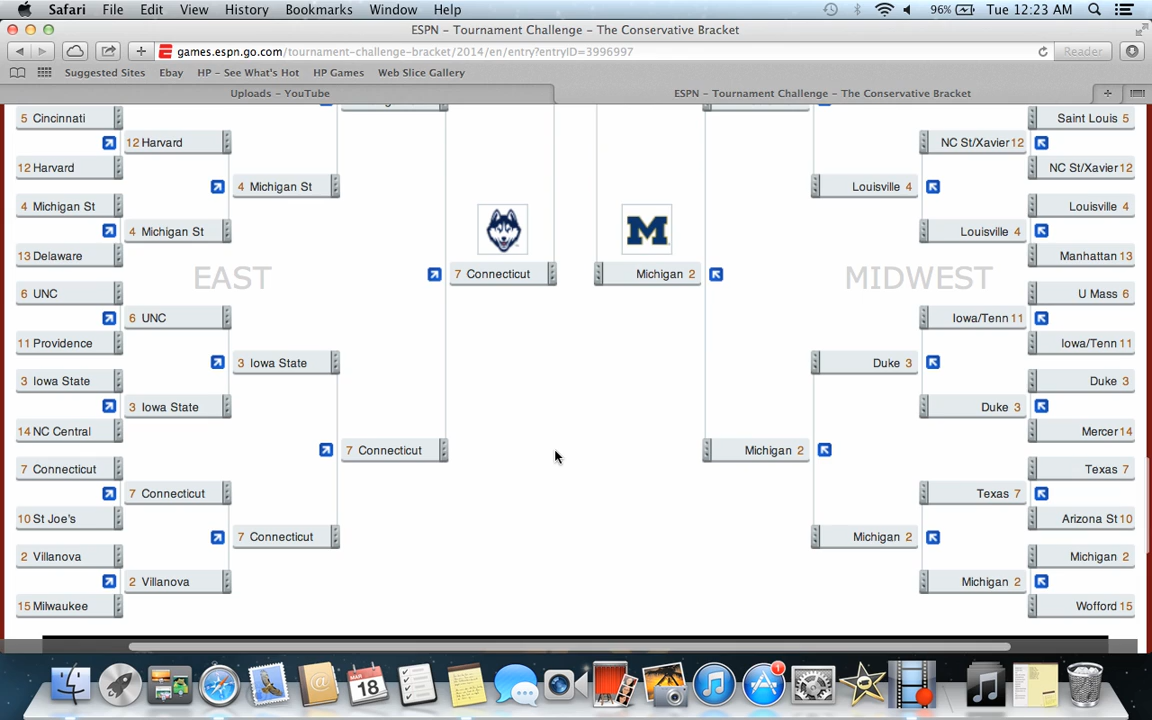 Safari File Edit View History Bookmarks Window Help 96% Tue 12:23 AM
ESPN - Tournament Challenge - The Conservative Bracket
games.espn.go.com/tournament-challenge-bracket/2014/en/entry?entryID=3996997 Reader
Suggested Sites Ebay HP - See What's Hot HP Games Web Slice Gallery
Uploads - YouTube ESPN - Tournament Challenge - The Conservative Bracket
5 Cincinnati Saint Louis 5
12 Harvard NC St/Xavier 12
12 Harvard NC St/Xavier 12
4 Michigan St Louisville 4
4 Michigan St Louisville 4
4 Michigan St M Louisville 4
13 Delaware Manhattan 13
EAST 7 Connecticut Michigan 2 MIDWEST
6 UNC U Mass 6
6 UNC Iowa/Tenn 11
11 Providence Iowa/Tenn 11
3 Iowa State Duke 3
3 Iowa State Duke 3
3 Iowa State Duke 3
14 NC Central Mercer 14
7 Connecticut Michigan 2
7 Connecticut Texas 7
7 Connecticut Texas 7
10 St Joe's Arizona St 10
7 Connecticut Michigan 2
2 Villanova Michigan 2
2 Villanova Michigan 2
15 Milwaukee Wofford 15
MAR
18
1